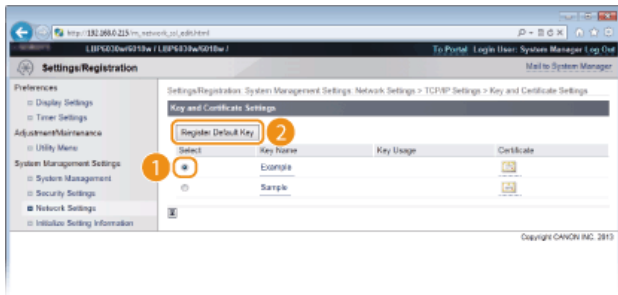 http://192.168.0.215/m_network_ssl_edit.html
LBP6030w/6018w / LBP6030w/6018w /
To Portal Login User: System Manager Log Out
Settings/Registration
Mail to System Manager
Preferences
Display Settings
Timer Settings
Adjustment/Maintenance
Utility Menu
System Management Settings
System Management
Security Settings
Network Settings
Initialize Setting Information
Settings/Registration: System Management Settings: Network Settings > TCP/IP Settings > Key and Certificate Settings
Key and Certificate Settings
Register Default Key
2
Select Key Name Key Usage Certificate
1
Example
Sample
Copyright CANON INC. 2013